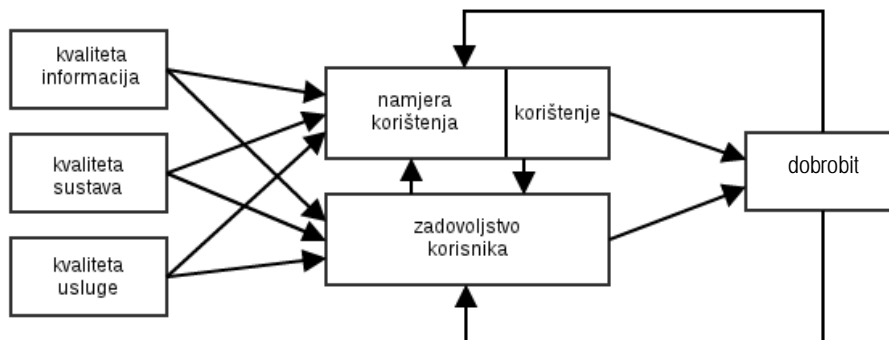 kvaliteta
informacija
kvaliteta
sustava
kvaliteta
usluge
namjera
korištenja
korištenje
zadovoljstvo
korisnika
dobrobit